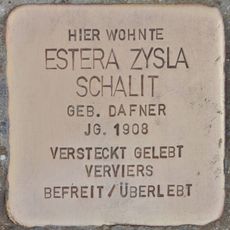 HIER WOHNTE
ESTERA ZYSLA
SCHALIT
GEB. DAFNER
JG. 1908
VERSTECKT GELEBT
VERVIERS
BEFREIT/ÜBERLEBT